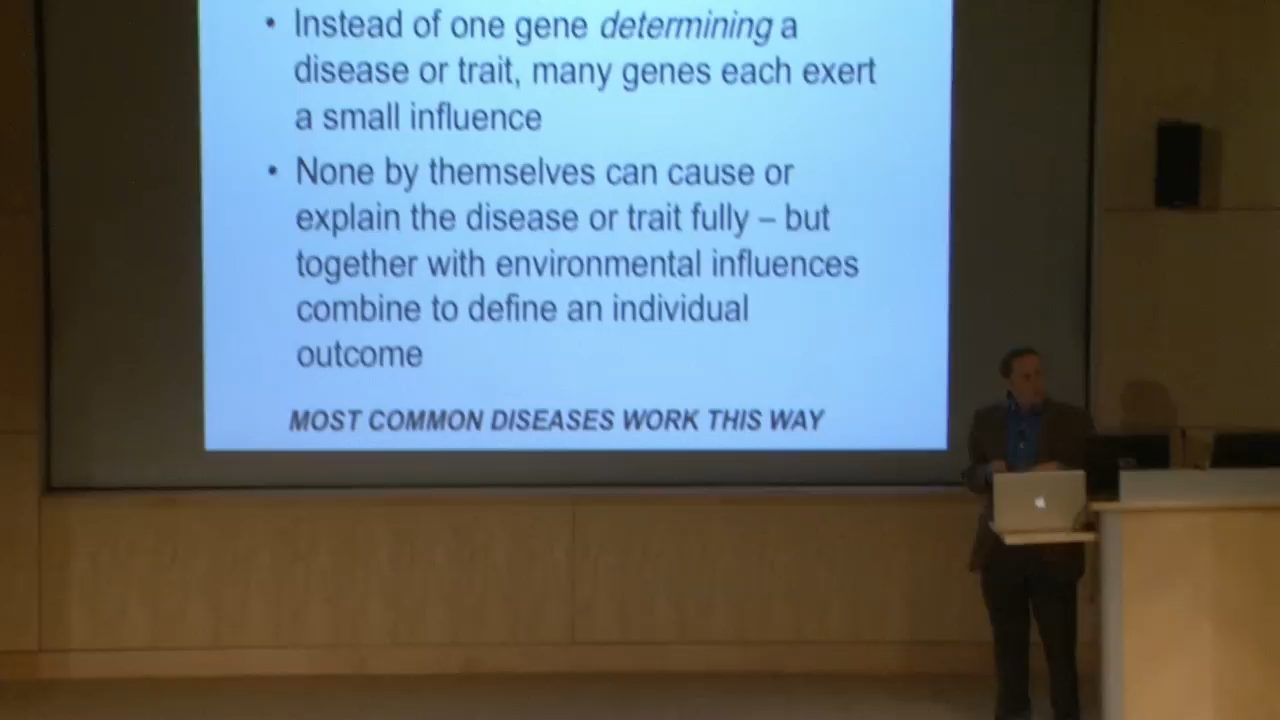 • Instead of one gene determining a
disease or trait, many genes each exert
a small influence
• None by themselves can cause or
explain the disease or trait fully – but
together with environmental influences
combine to define an individual
outcome
MOST COMMON DISEASES WORK THIS WAY